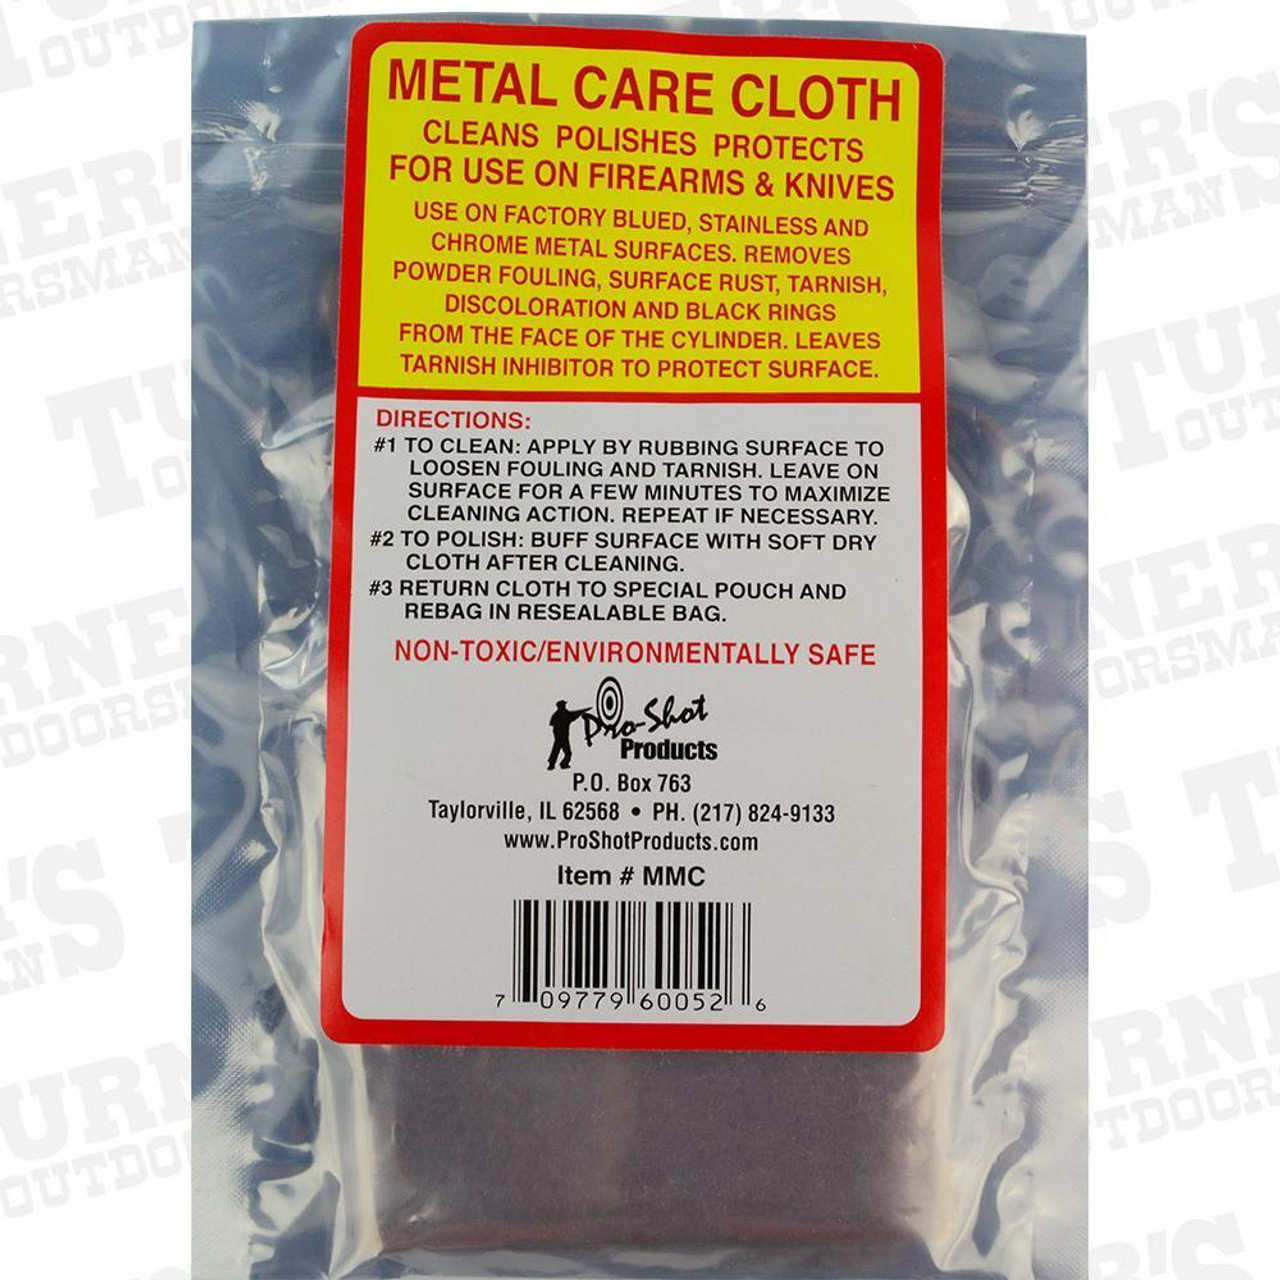 METAL CARE CLOTH
CLEANS POLISHES PROTECTS
FOR USE ON FIREARMS & KNIVES
USE ON FACTORY BLUED, STAINLESS AND
CHROME METAL SURFACES. REMOVES
POWDER FOULING, SURFACE RUST, TARNISH,
DISCOLORATION AND BLACK RINGS
FROM THE FACE OF THE CYLINDER. LEAVES
TARNISH INHIBITOR TO PROTECT SURFACE.
DIRECTIONS:
#1 TO CLEAN: APPLY BY RUBBING SURFACE TO
LOOSEN FOULING AND TARNISH. LEAVE ON
SURFACE FOR A FEW MINUTES TO MAXIMIZE
CLEANING ACTION. REPEAT IF NECESSARY.
#2 TO POLISH: BUFF SURFACE WITH SOFT DRY
CLOTH AFTER CLEANING.
#3 RETURN CLOTH TO SPECIAL POUCH AND
REBAG IN RESEALABLE BAG.
NON-TOXIC/ENVIRONMENTALLY SAFE
Pro-Shot
Products
P.O. Box 763
Taylorville, IL 62568 • PH. (217) 824-9133
www.ProShotProducts.com
Item # MMC
7 09779 60052 6